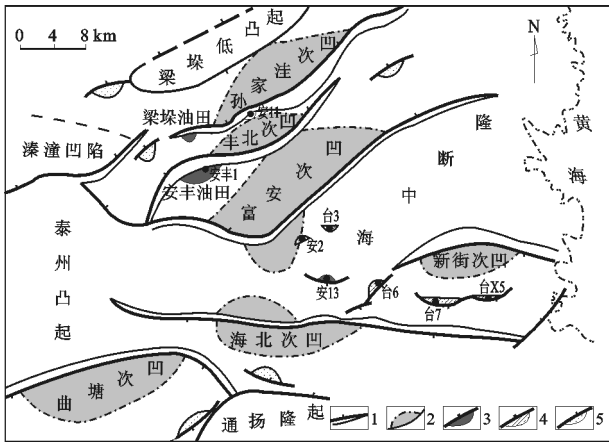 0 4 8 km
N
梁垛低凸起
孙家洼次凹
梁垛油田
安14
丰北次凹
溱潼凹陷
安丰1
安丰油田
富安次凹
海中断隆
黄海
泰州凸起
台3
安2
安13
台6
新街次凹
台X5
台7
海北次凹
曲塘次凹
通扬隆起
1 2 3 4 5